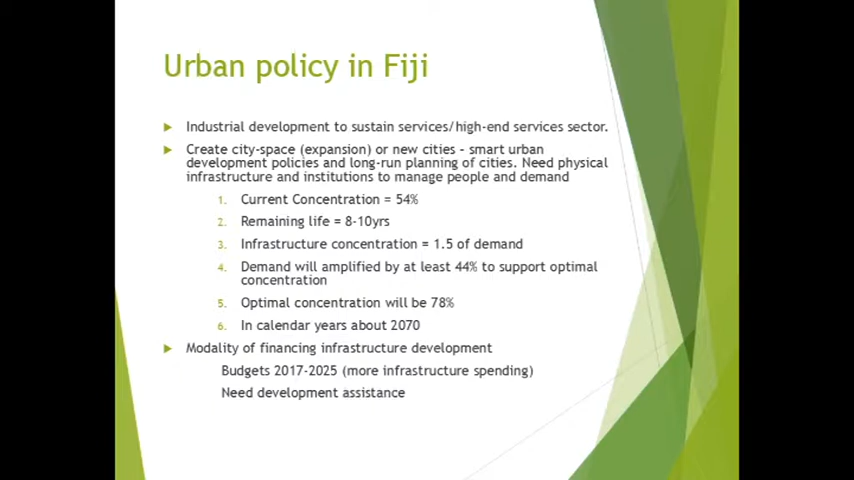 Urban policy in Fiji
Industrial development to sustain services/high-end services sector.
Create city-space (expansion) or new cities – smart urban
development policies and long-run planning of cities. Need physical
infrastructure and institutions to manage people and demand
1. Current Concentration = 54%
2. Remaining life = 8-10yrs
3. Infrastructure concentration = 1.5 of demand
4. Demand will amplified by at least 44% to support optimal
concentration
5. Optimal concentration will be 78%
6. In calendar years about 2070
Modality of financing infrastructure development
Budgets 2017-2025 (more infrastructure spending)
Need development assistance